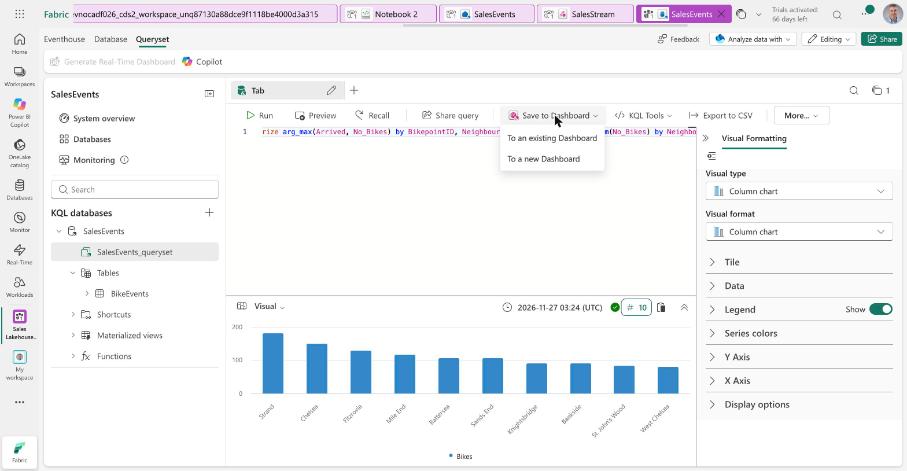 Fabric
vnocadf026_cds2_workspace_unq87130a88dce9f1118be4000d3a315
Notebook 2
SalesEvents
SalesStream
SalesEvents
Trials activated:
66 days left
Home
Eventhouse
Database
Queryset
Feedback
Analyze data with
Editing
Share
Generate Real-Time Dashboard
Copilot
Workspaces
Power BI
Copilot
OneLake
catalog
Databases
Monitor
Real-Time
Workloads
Sales
Lakehouse..
My
workspace
Fabric
SalesEvents
System overview
Databases
Monitoring
Search
KQL databases
SalesEvents
SalesEvents_queryset
Tables
BikeEvents
Shortcuts
Materialized views
Functions
Tab
1
Run
Preview
Recall
Share query
Save to Dashboard
KQL Tools
Export to CSV
More...
1 rize arg_max(Arrived, No_Bikes) by BikepointID, Neighbour m(No_Bikes) by Neighbo
To an existing Dashboard
To a new Dashboard
Visual Formatting
Visual type
Column chart
Visual format
Column chart
Tile
Data
Legend
Show
Series colors
Y Axis
X Axis
Display options
Visual
2026-11-27 03:24 (UTC)
# 10
200
100
0
Strand
Chelsea
Fitzrovia
Mile End
Battersea
Sands End
Knightsbridge
Bankside
St. John's Wood
West Chelsea
Bikes